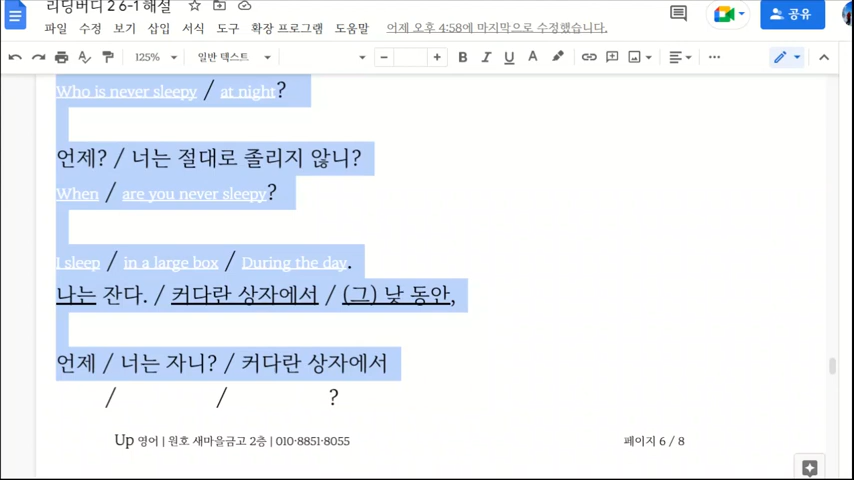 리딩버디 2 6-1 해설
파일 수정 보기 삽입 서식 도구 확장 프로그램 도움말 어제 오후 4:58에 마지막으로 수정했습니다.
공유
125% 일반 텍스트 B I U A
Who is never sleepy / at night?
언제? / 너는 절대로 졸리지 않니?
When / are you never sleepy?
I sleep / in a large box / During the day.
나는 잔다. / 커다란 상자에서 / (그) 낮 동안,
언제 / 너는 자니? / 커다란 상자에서
/ / ?
Up 영어 | 원호 새마을금고 2층 | 010-8851-8055 페이지 6 / 8